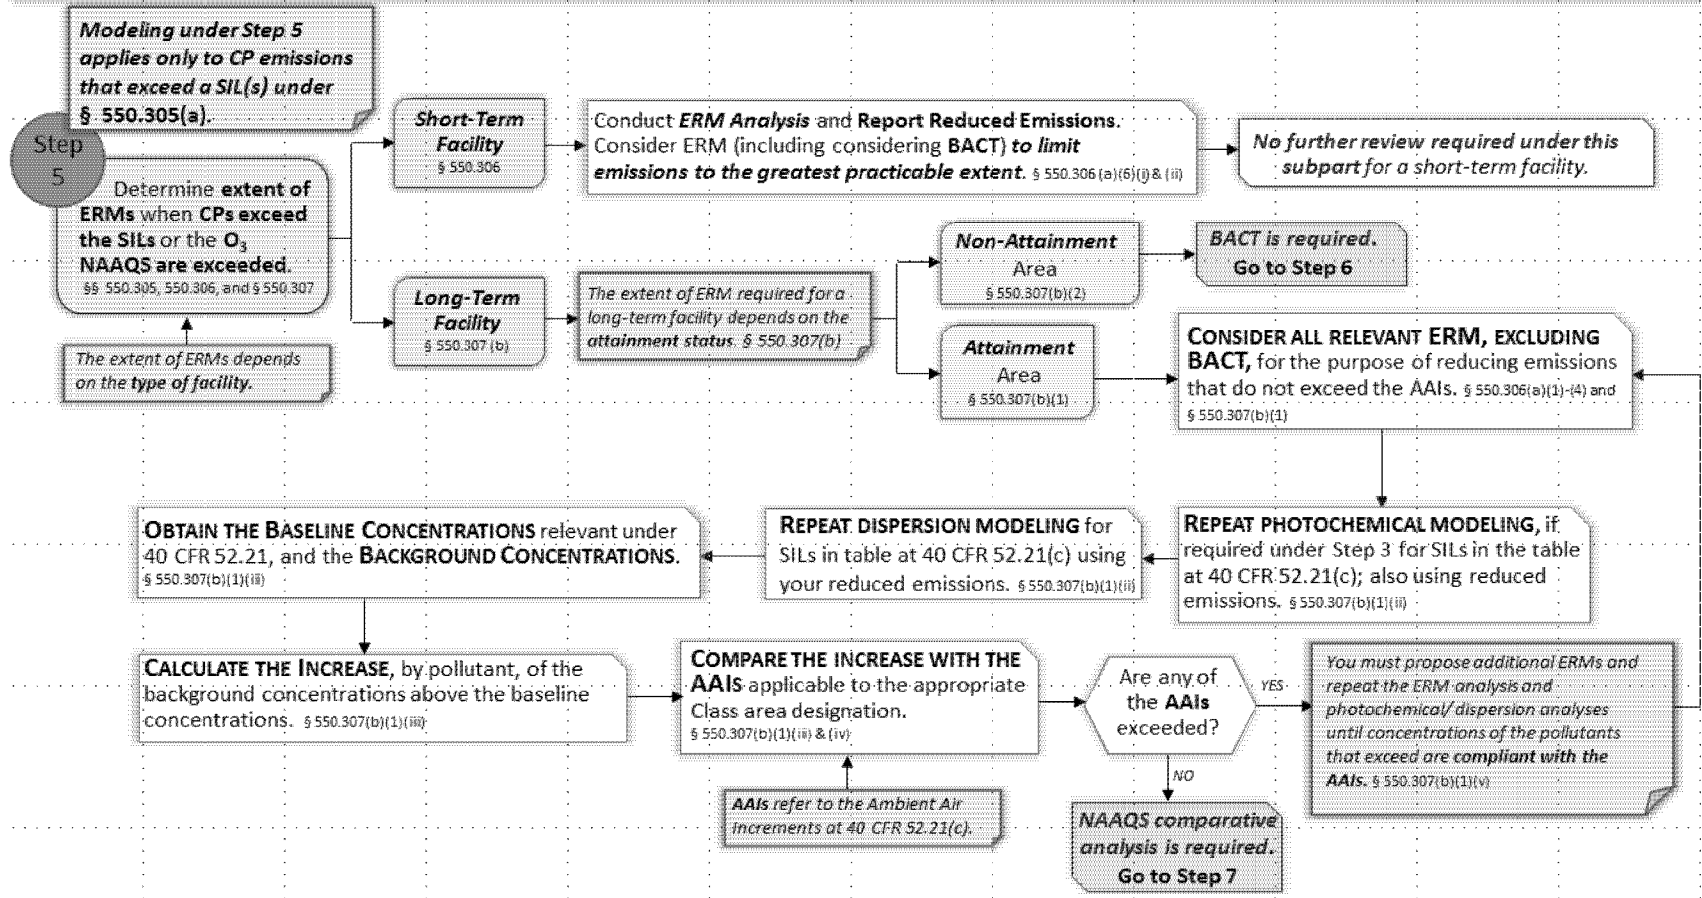 Modeling under Step 5
applies only to CP emissions
that exceed a SIL(s) under
§ 550.305(a).
Step
5
Determine extent of
ERMs when CPs exceed
the SILs or the O3
NAAQS are exceeded.
§§ 550.305, 550.306, and § 550.307
The extent of ERMs depends
on the type of facility.
Short-Term
Facility
§ 550.306
Conduct ERM Analysis and Report Reduced Emissions.
Consider ERM (including considering BACT) to limit
emissions to the greatest practicable extent. § 550.306 (a)(6)(i) & (ii)
No further review required under this
subpart for a short-term facility.
Long-Term
Facility
§ 550.307 (b)
The extent of ERM required for a
long-term facility depends on the
attainment status. § 550.307(b)
Non-Attainment
Area
§ 550.307(b)(2)
BACT is required.
Go to Step 6
Attainment
Area
§ 550.307(b)(1)
CONSIDER ALL RELEVANT ERM, EXCLUDING
BACT, for the purpose of reducing emissions
that do not exceed the AAIs. § 550.306(a)(1)-(4) and
§ 550.307(b)(1)
REPEAT PHOTOCHEMICAL MODELING, if
required under Step 3 for SILs in the table
at 40 CFR 52.21(c); also using reduced
emissions. § 550.307(b)(1)(ii)
REPEAT DISPERSION MODELING for
SILs in table at 40 CFR 52.21(c) using
your reduced emissions. § 550.307(b)(1)(ii)
OBTAIN THE BASELINE CONCENTRATIONS relevant under
40 CFR 52.21, and the BACKGROUND CONCENTRATIONS.
§ 550.307(b)(1)(iii)
CALCULATE THE INCREASE, by pollutant, of the
background concentrations above the baseline
concentrations. § 550.307(b)(1)(iii)
COMPARE THE INCREASE WITH THE
AAIS applicable to the appropriate
Class area designation.
§ 550.307(b)(1)(iii) & (iv)
AAIs refer to the Ambient Air
Increments at 40 CFR 52.21(c).
Are any of
the AAIs
exceeded?
YES
NO
You must propose additional ERMs and
repeat the ERM analysis and
photochemical/dispersion analyses
until concentrations of the pollutants
that exceed are compliant with the
AAIs. § 550.307(b)(1)(v)
NAAQS comparative
analysis is required.
Go to Step 7